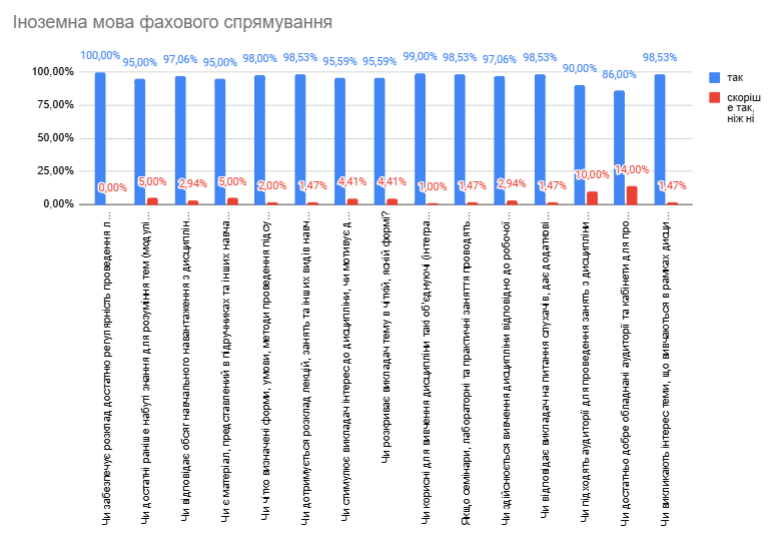 Іноземна мова фахового спрямування
100,00% 95,00% 97,06% 95,00% 98,00% 98,53% 95,59% 95,59% 99,00% 98,53% 97,06% 98,53% 90,00% 86,00% 98,53%
так
скоріш
е так,
ніж ні
100,00%
75,00%
50,00%
25,00%
0,00%
0,00% 5,00% 2,94% 5,00% 2,00% 1,47% 4,41% 4,41% 1,00% 1,47% 2,94% 1,47% 10,00% 14,00% 1,47%
Чи забезпечує розклад достатню регулярність проведення л…
Чи достатні раніше набуті знання для розуміння тем (модулі…
Чи відповідає обсяг навчального навантаження з дисциплін…
Чи є матеріал, представлений в підручниках та інших навча…
Чи чітко визначені форми, умови, методи проведення підсу…
Чи дотримується розклад лекцій, занять та інших видів навч…
Чи стимулює викладач інтерес до дисципліни, чи мотивує д…
Чи розкриває викладач тему в чіткій, ясній формі?
Чи корисні для вивчення дисципліни такі об'єднуючі (інтегра…
Якщо семінари, лабораторні та практичні заняття проводять…
Чи здійснюється вивчення дисципліни відповідно до робочої…
Чи відповідає викладач на питання слухачів, дає додаткові…
Чи підходять аудиторії для проведення занять з дисципліни…
Чи достатньо добре обладнані аудиторії та кабінети для про…
Чи викликають інтерес теми, що вивчаються в рамках дисци…